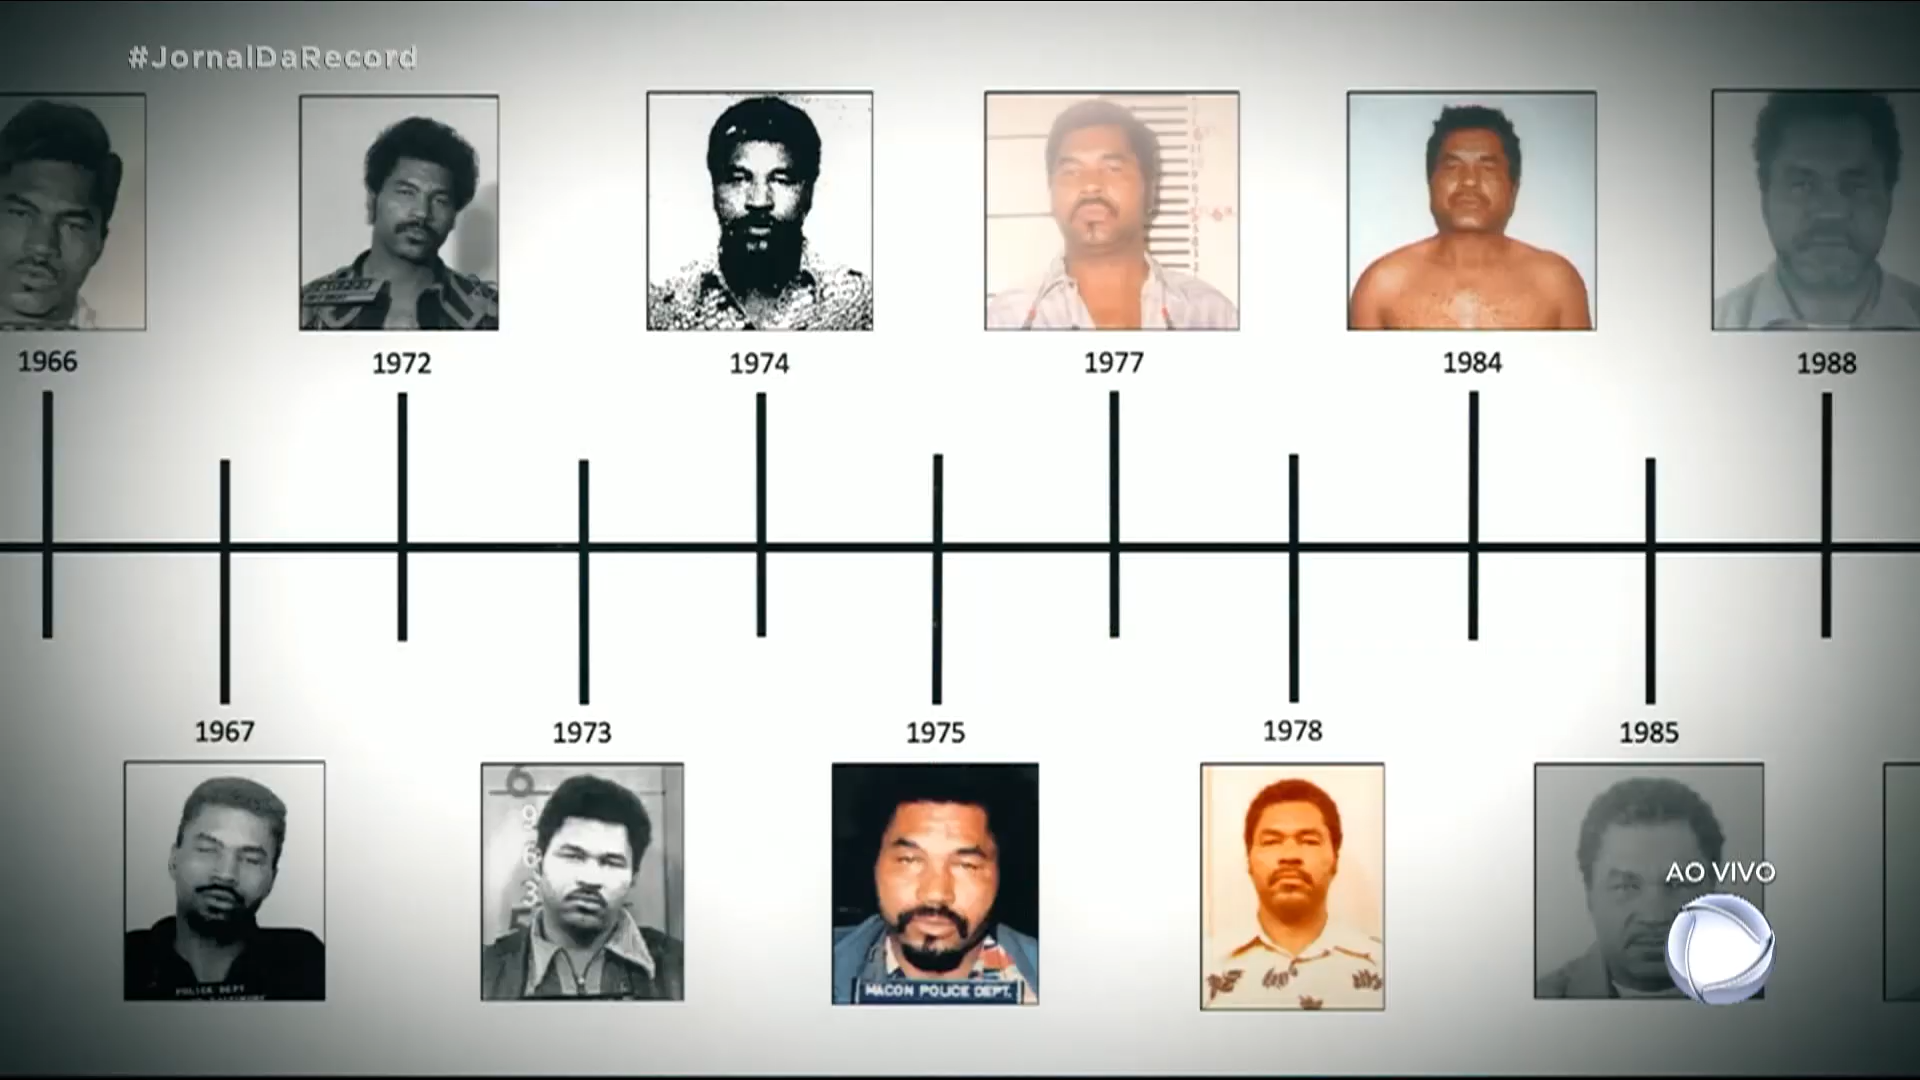 #JornalDaRecord
1966
1972
1974
1977
1984
1988
1967
1973
1975
1978
1985
POLICE DEPT
MACON POLICE DEPT.
AO VIVO